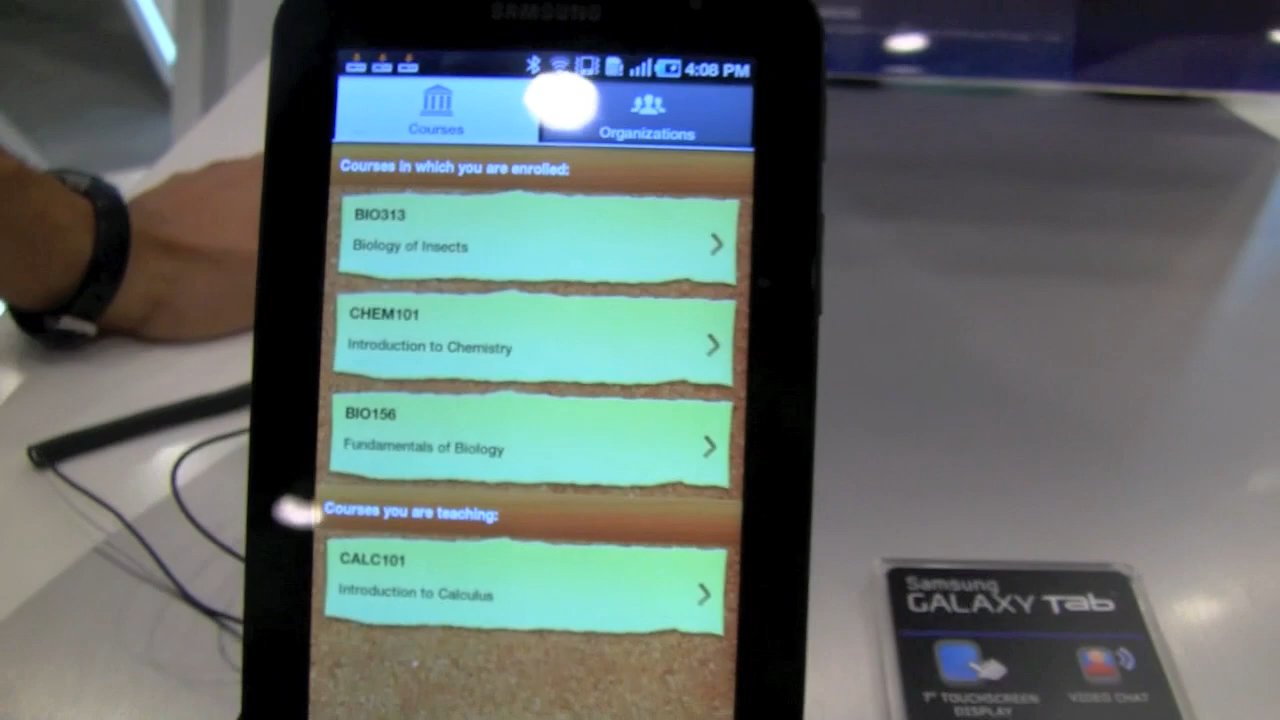 SAMSUNG
4:08 PM
Courses
Organizations
Courses in which you are enrolled:
BIO313
Biology of Insects
CHEM101
Introduction to Chemistry
BIO156
Fundamentals of Biology
Courses you are teaching:
CALC101
Introduction to Calculus
Samsung
GALAXY Tab
7" TOUCHSCREEN
DISPLAY
VIDEO CHAT